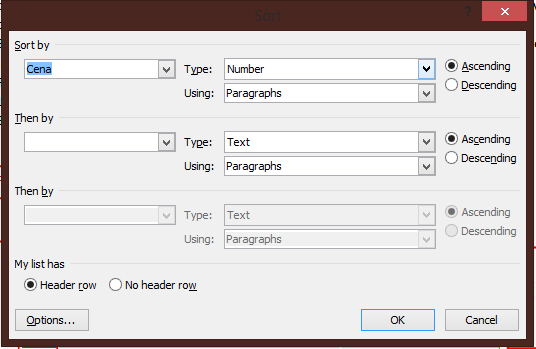 Sort ?
Sort by
Cena Type: Number Ascending
Using: Paragraphs Descending
Then by
Type: Text Ascending
Using: Paragraphs Descending
Then by
Type: Text Ascending
Using: Paragraphs Descending
My list has
Header row No header row
Options... OK Cancel